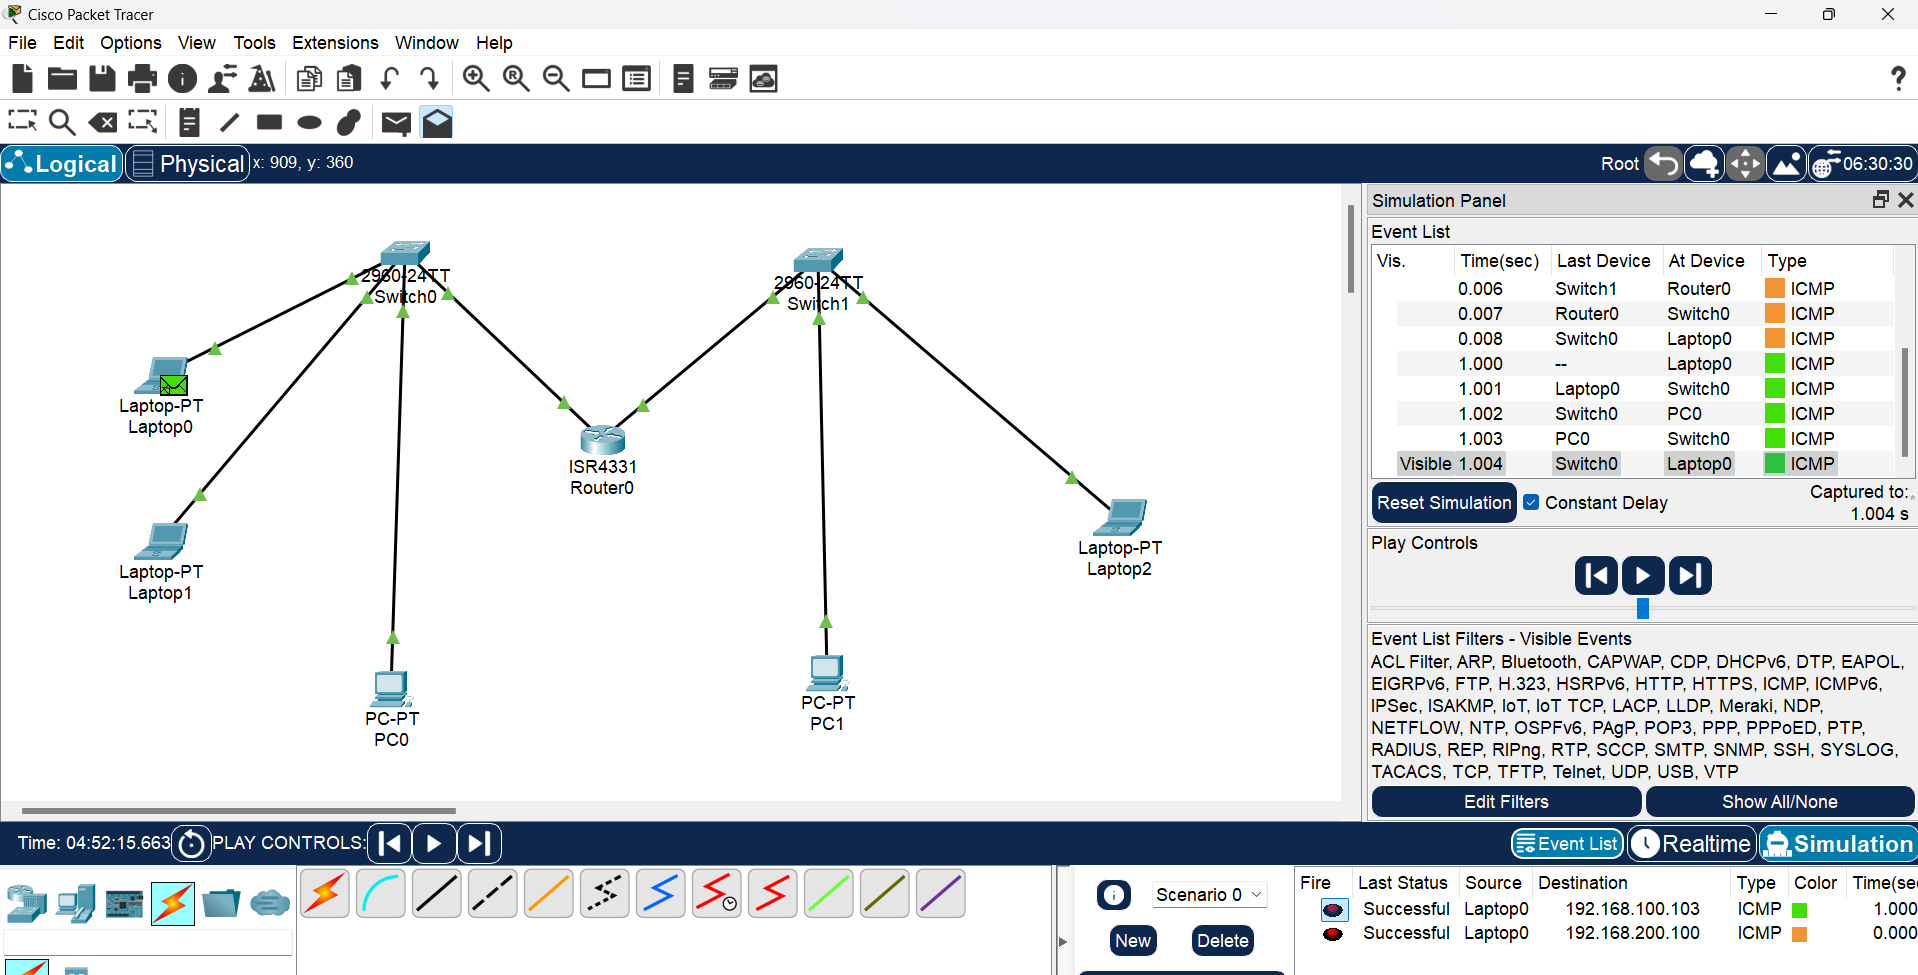 Cisco Packet Tracer
File Edit Options View Tools Extensions Window Help
Logical Physical x: 909, y: 360 Root 06:30:30
2960-24TT
Switch0
2960-24TT
Switch1
Laptop-PT
Laptop0
ISR4331
Router0
Laptop-PT
Laptop1
Laptop-PT
Laptop2
PC-PT
PC0
PC-PT
PC1
Simulation Panel
Event List
Vis. Time(sec) Last Device At Device Type
0.006 Switch1 Router0 ICMP
0.007 Router0 Switch0 ICMP
0.008 Switch0 Laptop0 ICMP
1.000 -- Laptop0 ICMP
1.001 Laptop0 Switch0 ICMP
1.002 Switch0 PC0 ICMP
1.003 PC0 Switch0 ICMP
Visible 1.004 Switch0 Laptop0 ICMP
Reset Simulation Constant Delay Captured to:
1.004 s
Play Controls
Event List Filters - Visible Events
ACL Filter, ARP, Bluetooth, CAPWAP, CDP, DHCPv6, DTP, EAPOL,
EIGRPv6, FTP, H.323, HSRPv6, HTTP, HTTPS, ICMP, ICMPv6,
IPSec, ISAKMP, IoT, IoT TCP, LACP, LLDP, Meraki, NDP,
NETFLOW, NTP, OSPFv6, PAgP, POP3, PPP, PPPoED, PTP,
RADIUS, REP, RIPng, RTP, SCCP, SMTP, SNMP, SSH, SYSLOG,
TACACS, TCP, TFTP, Telnet, UDP, USB, VTP
Edit Filters Show All/None
Time: 04:52:15.663 PLAY CONTROLS: Event List Realtime Simulation
Scenario 0
New Delete
Fire Last Status Source Destination Type Color Time(sec
Successful Laptop0 192.168.100.103 ICMP 1.000
Successful Laptop0 192.168.200.100 ICMP 0.000